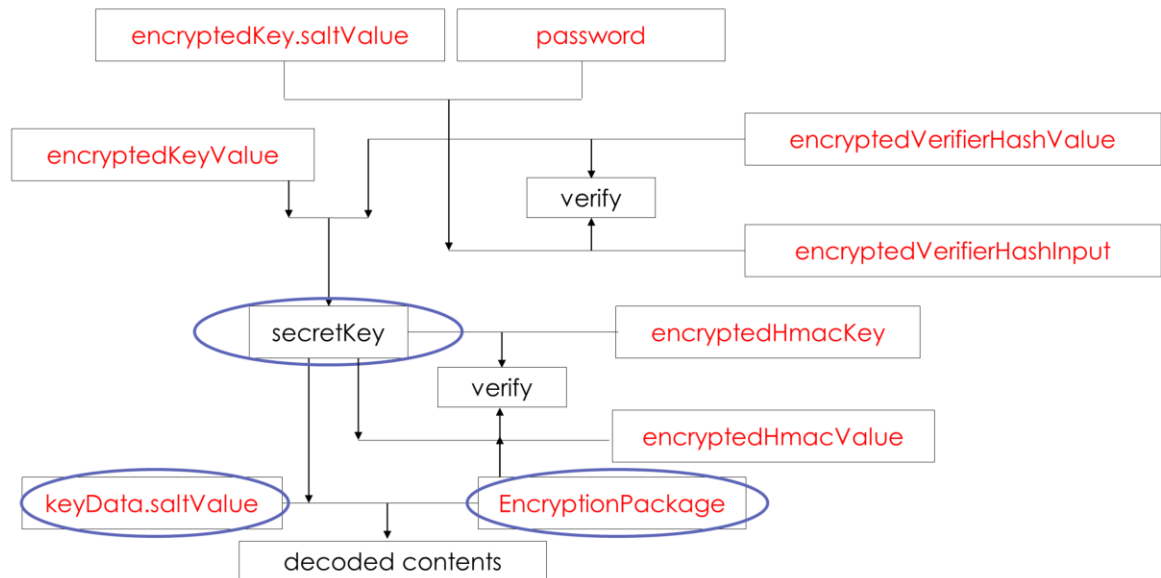 encryptedKey.saltValue
password
encryptedKeyValue
encryptedVerifierHashValue
verify
encryptedVerifierHashInput
secretKey
encryptedHmacKey
verify
encryptedHmacValue
keyData.saltValue
EncryptionPackage
decoded contents